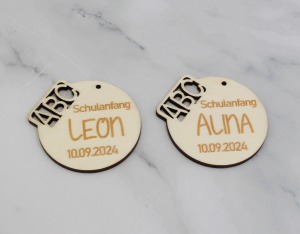 ABC
Schulanfang
LEON
10.09.2024
ABC
Schulanfang
ALINA
10.09.2024